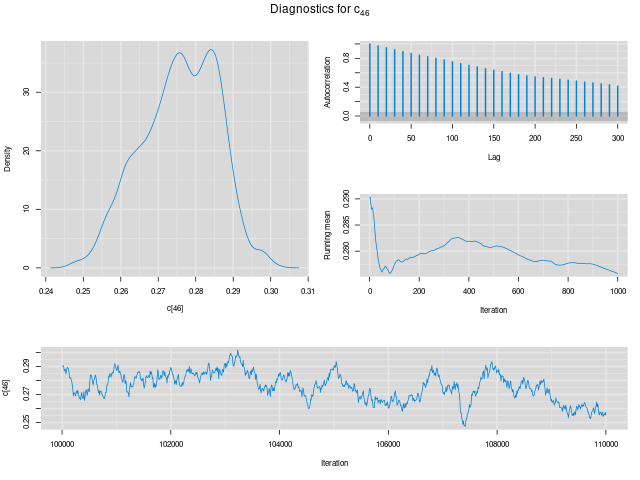 Diagnostics for c46
Density
0 10 20 30
0.24 0.25 0.26 0.27 0.28 0.29 0.30 0.31
c[46]
Autocorrelation
0.0 0.4 0.8
0 50 100 150 200 250 300
Lag
Running mean
0.280 0.285 0.290
0 200 400 600 800 1000
Iteration
c[46]
0.25 0.27 0.29
100000 102000 104000 106000 108000 110000
Iteration